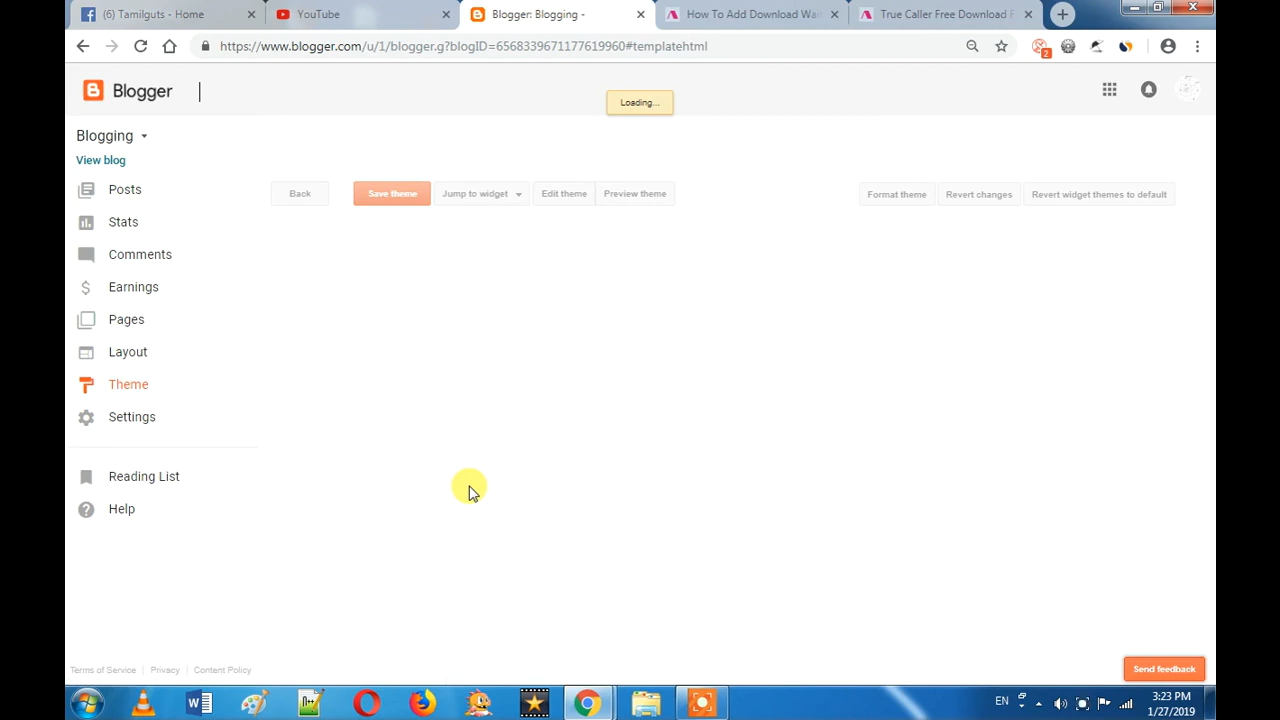 (6) Tamilguts - Home
YouTube
Blogger: Blogging -
How To Add Download Wai
True Caller Free Download F
https://www.blogger.com/u/1/blogger.g?blogID=6568339671177619960#templatehtml
2
Blogger
Loading...
Blogging
View blog
Posts
Back
Save theme
Jump to widget
Edit theme
Preview theme
Format theme
Revert changes
Revert widget themes to default
Stats
Comments
Earnings
Pages
Layout
Theme
Settings
Reading List
Help
Terms of Service
Privacy
Content Policy
Send feedback
EN
3:23 PM
1/27/2019